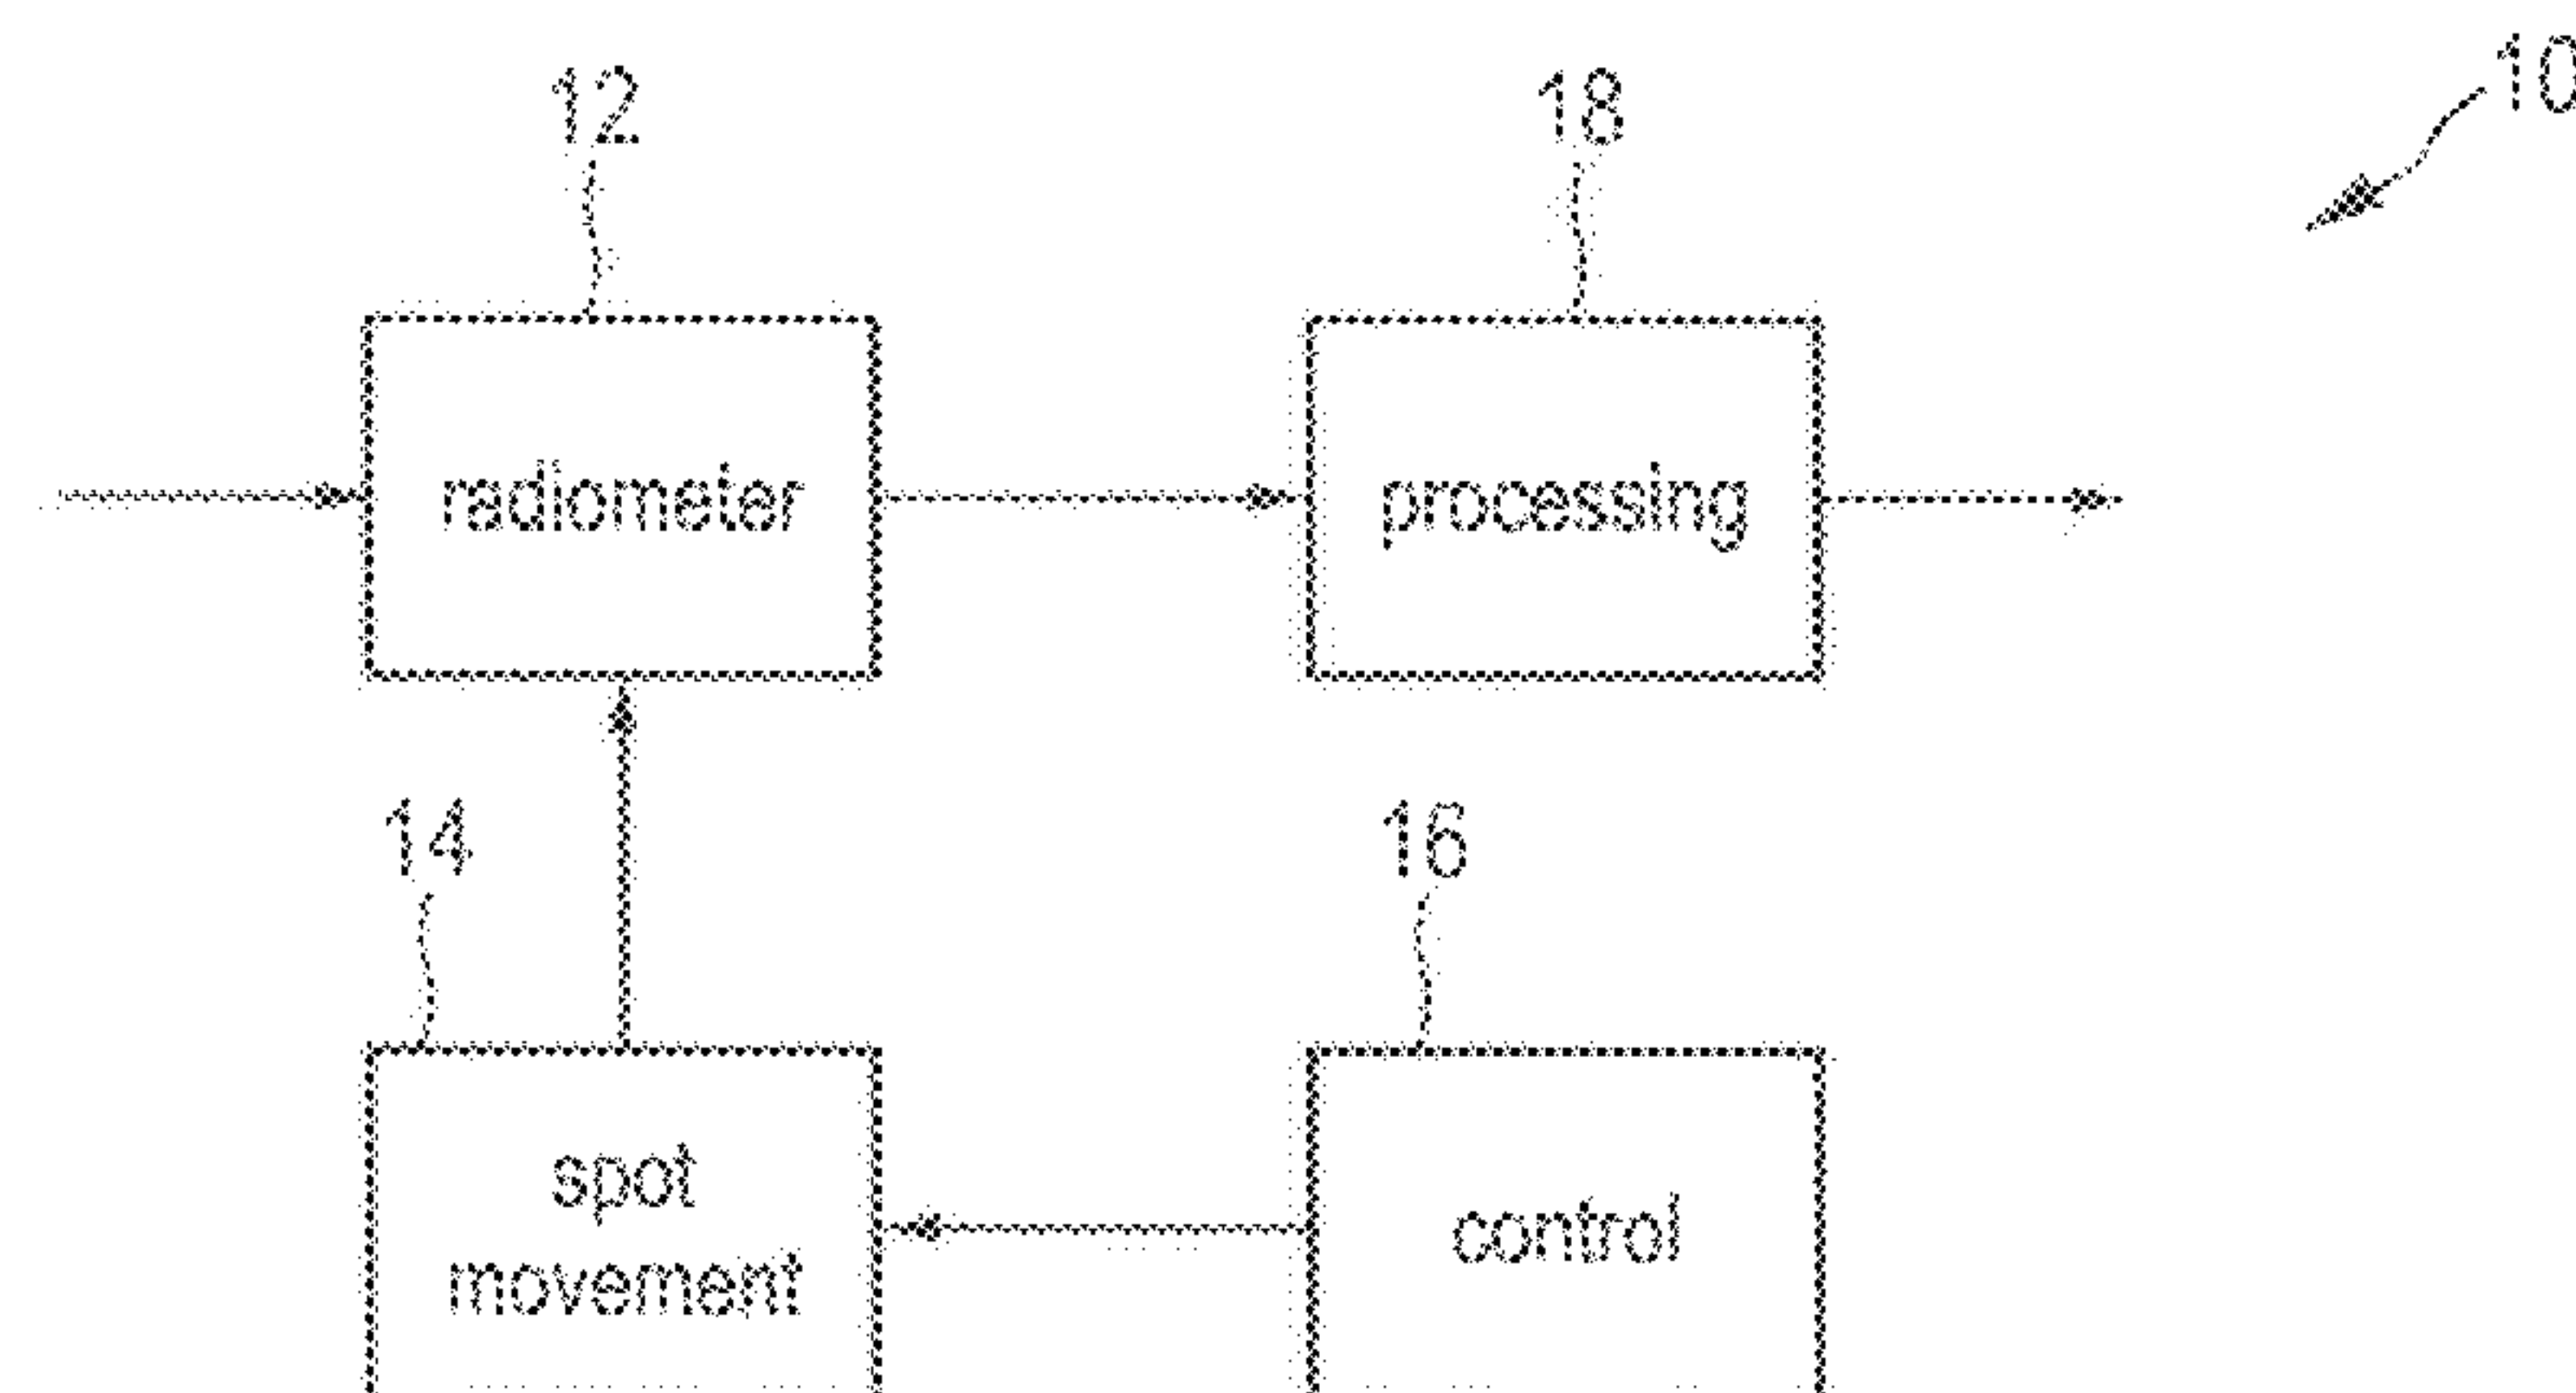 12
18
10
radiometer
processing
14
16
spot
movement
control